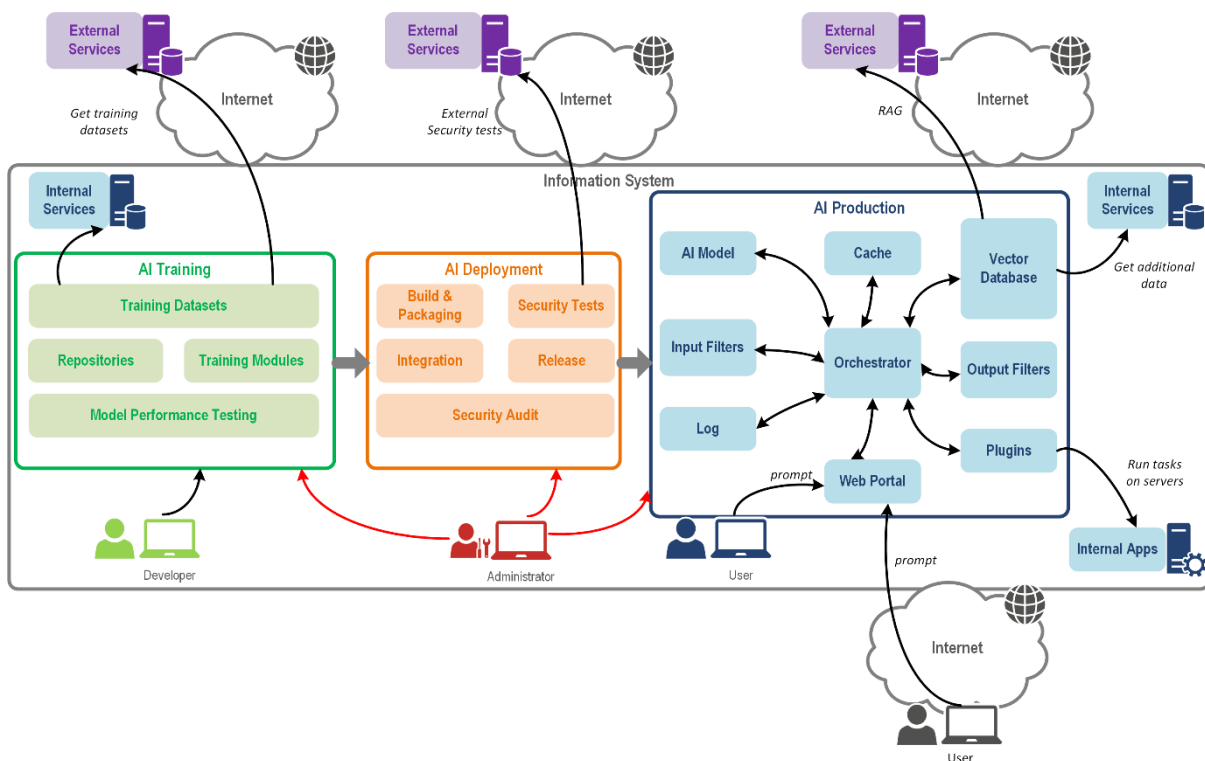 External
Services
Internet
Get training
datasets
External
Services
Internet
External
Security tests
External
Services
Internet
RAG
Information System
Internal
Services
AI Training
Training Datasets
Repositories
Training Modules
Model Performance Testing
AI Deployment
Build &
Packaging
Security Tests
Integration
Release
Security Audit
AI Production
AI Model
Cache
Vector
Database
Input Filters
Orchestrator
Output Filters
Log
Web Portal
Plugins
Internal
Services
Get additional
data
Run tasks
on servers
Internal Apps
prompt
Developer
Administrator
User
prompt
Internet
User